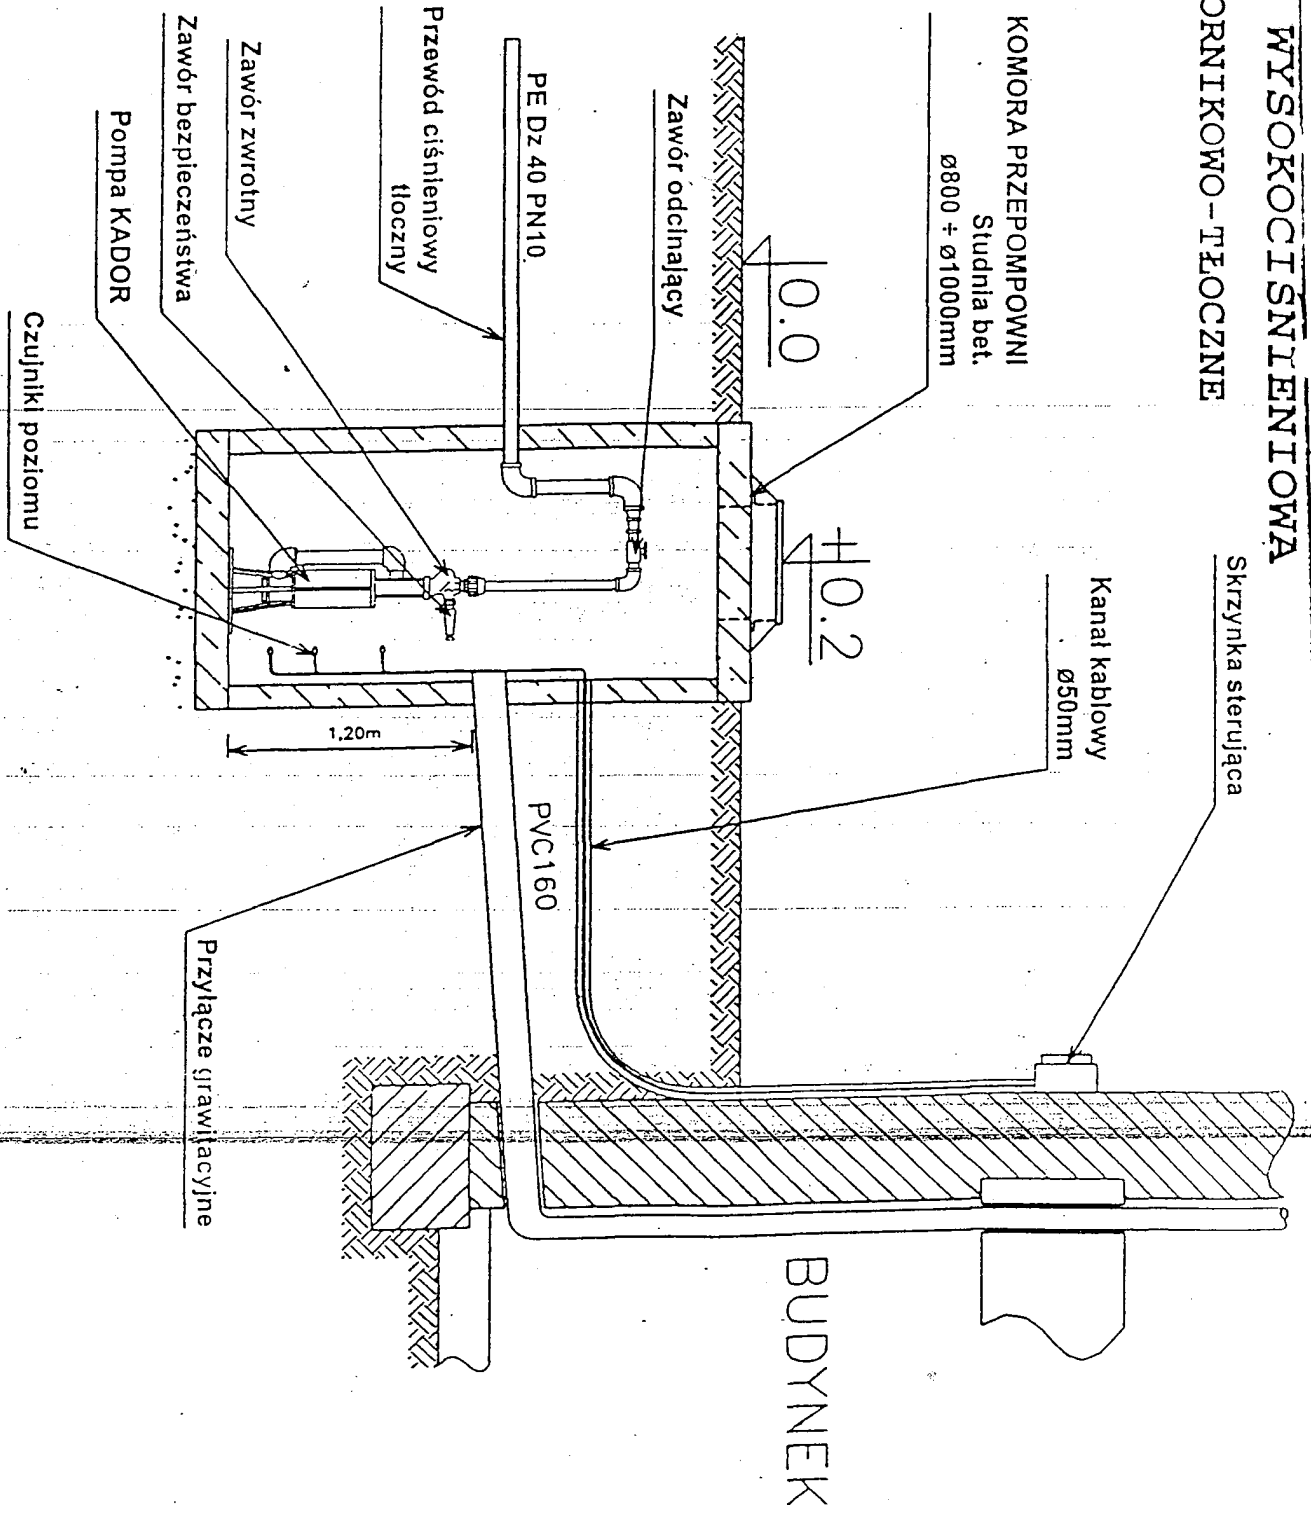 WYSOKOCIŚNIENIOWA
ORNIKOWO-TŁOCZNE
Skrzynka sterująca
Kanał kablowy
ø50mm
KOMORA PRZEPOMPOWNI
Studnia bet.
ø800 ÷ ø1000mm
+0.2
0.0
BUDYNEK
Zawór odcinający
PE Dz 40 PN10
PVC160
Przewód ciśnieniowy
tłoczny
1,20m
Zawór zwrotny
Zawór bezpieczeństwa
Przyłącze grawitacyjne
Pompa KADOR
Czujniki poziomu